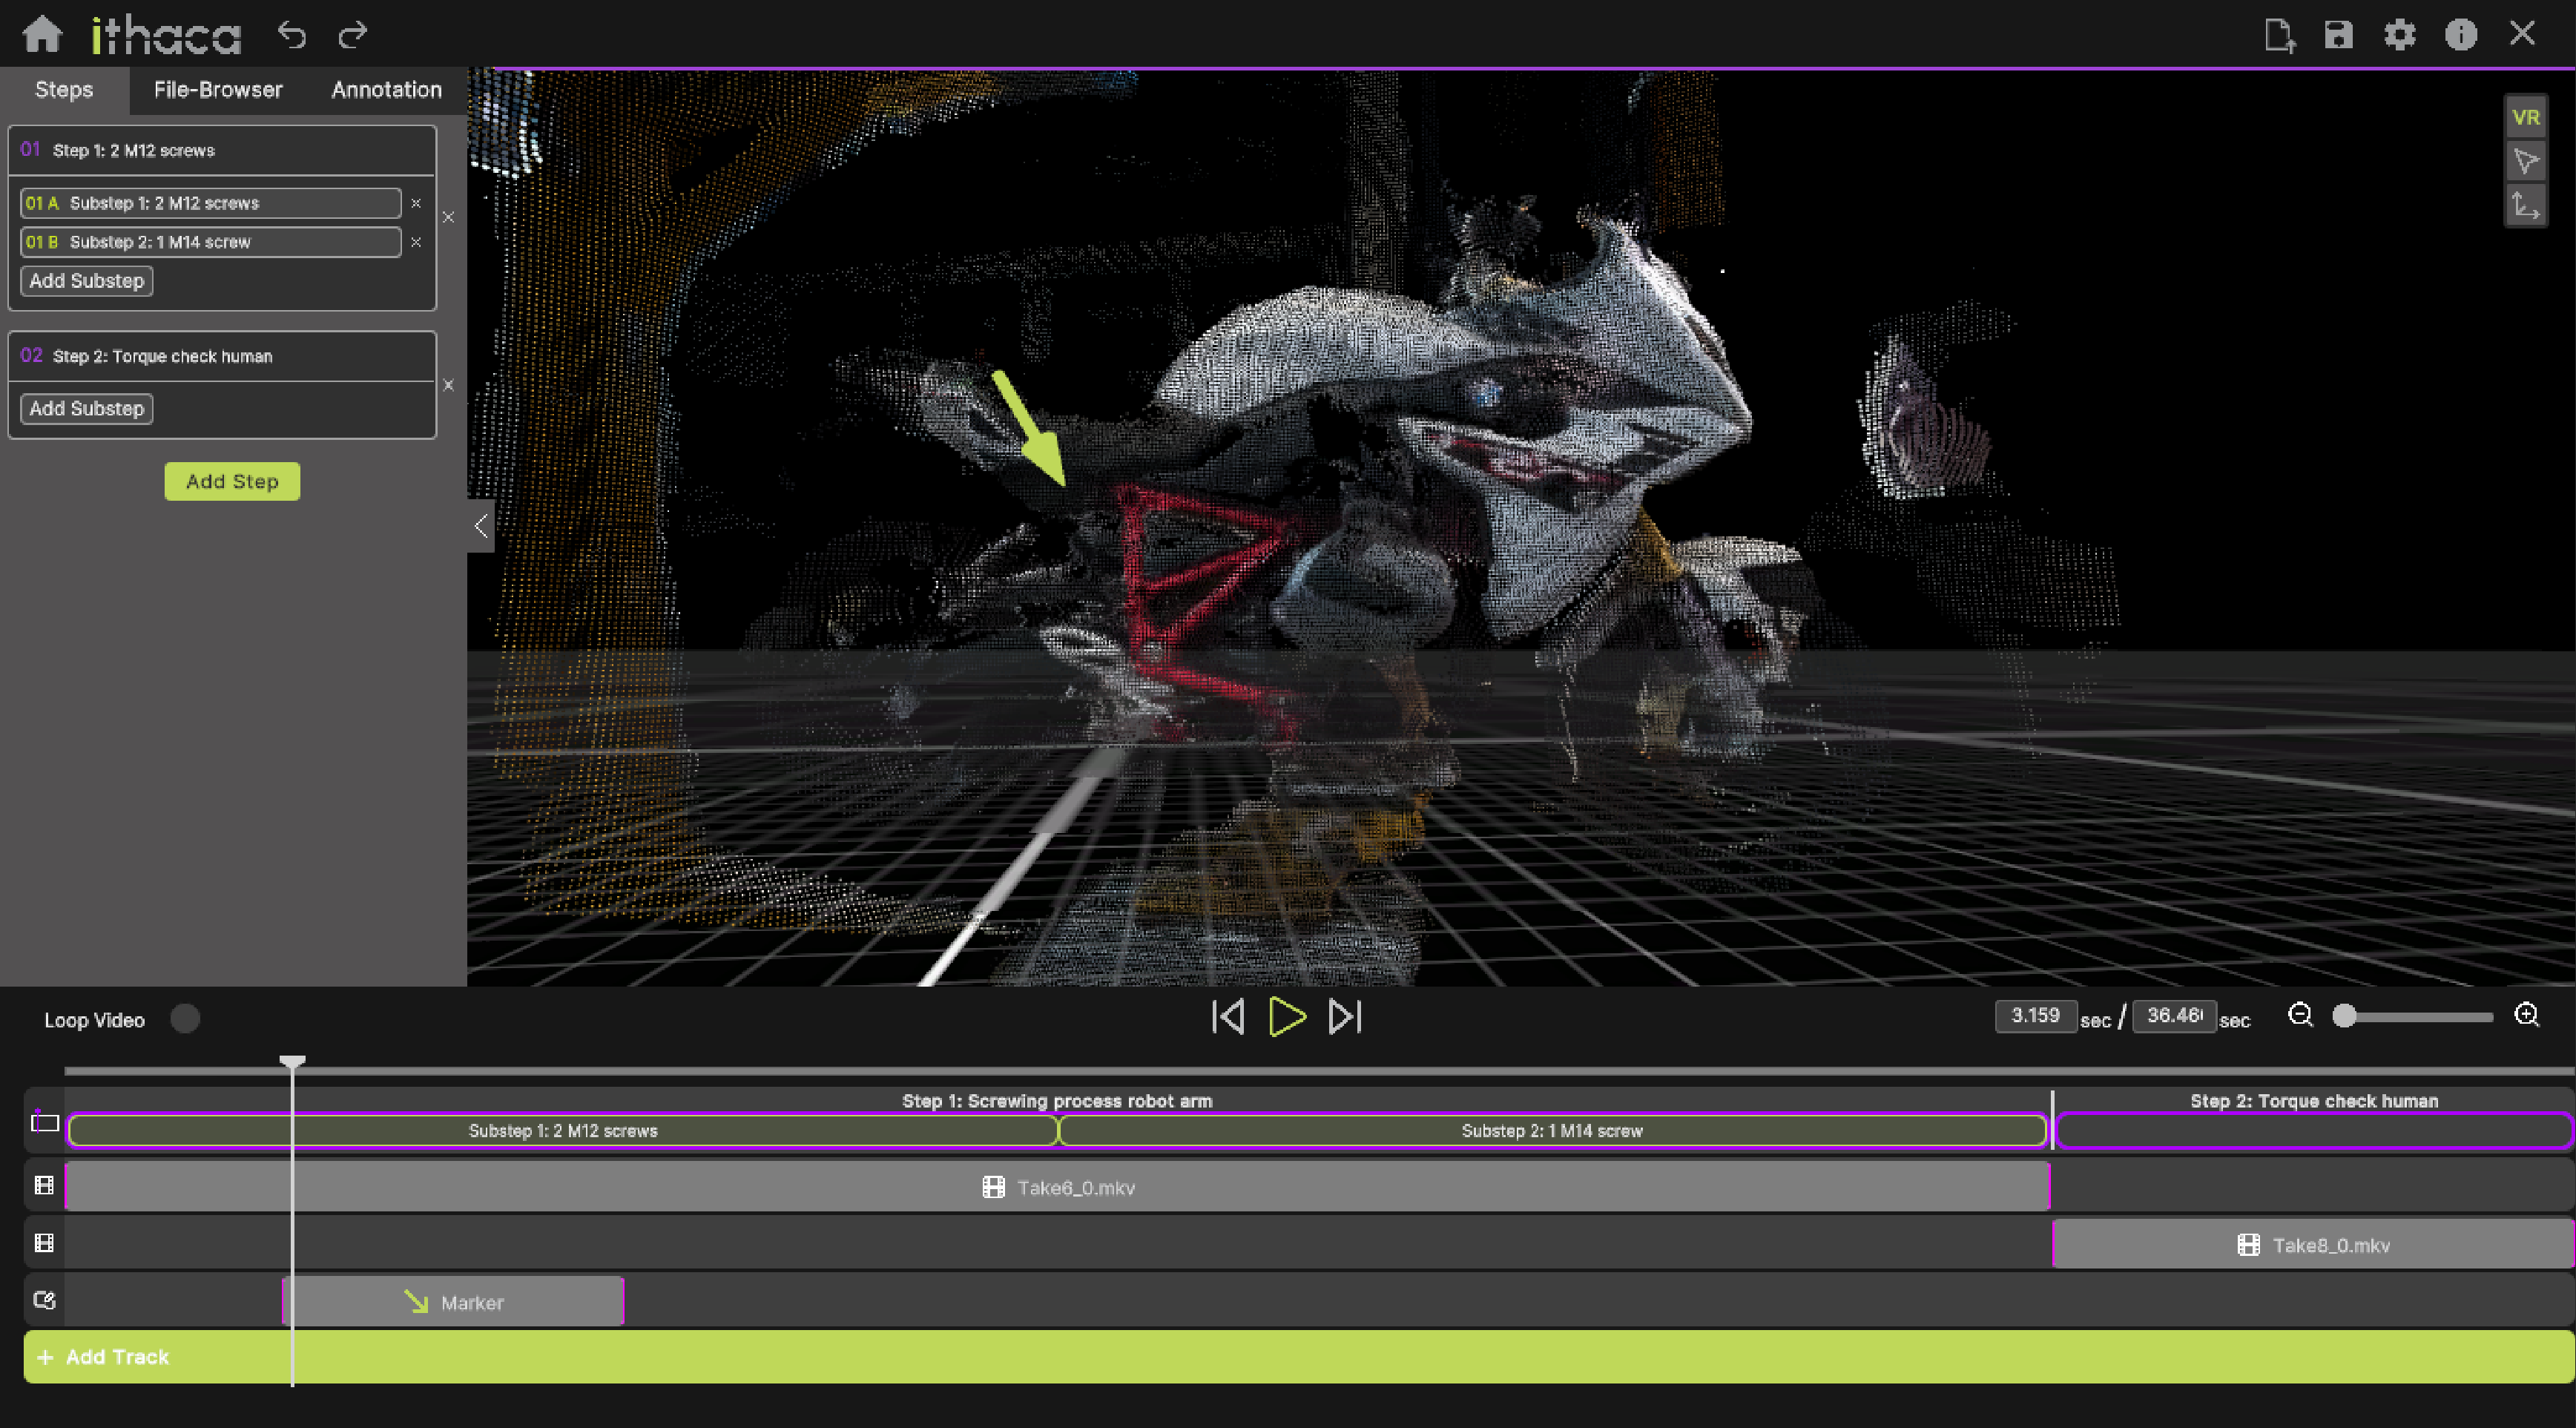 ithaca
Steps File-Browser Annotation
01 Step 1: 2 M12 screws
01 A Substep 1: 2 M12 screws
01 B Substep 2: 1 M14 screw
Add Substep
02 Step 2: Torque check human
Add Substep
Add Step
VR
Loop Video
3.159 sec / 36.46 sec
Step 1: Screwing process robot arm Step 2: Torque check human
Substep 1: 2 M12 screws Substep 2: 1 M14 screw
Take6_0.mkv
Take8_0.mkv
Marker
+ Add Track